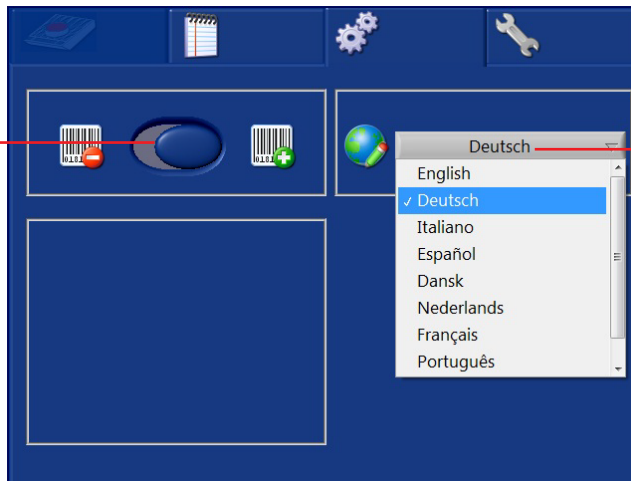 Deutsch
English
✓ Deutsch
Italiano
Español
Dansk
Nederlands
Français
Português